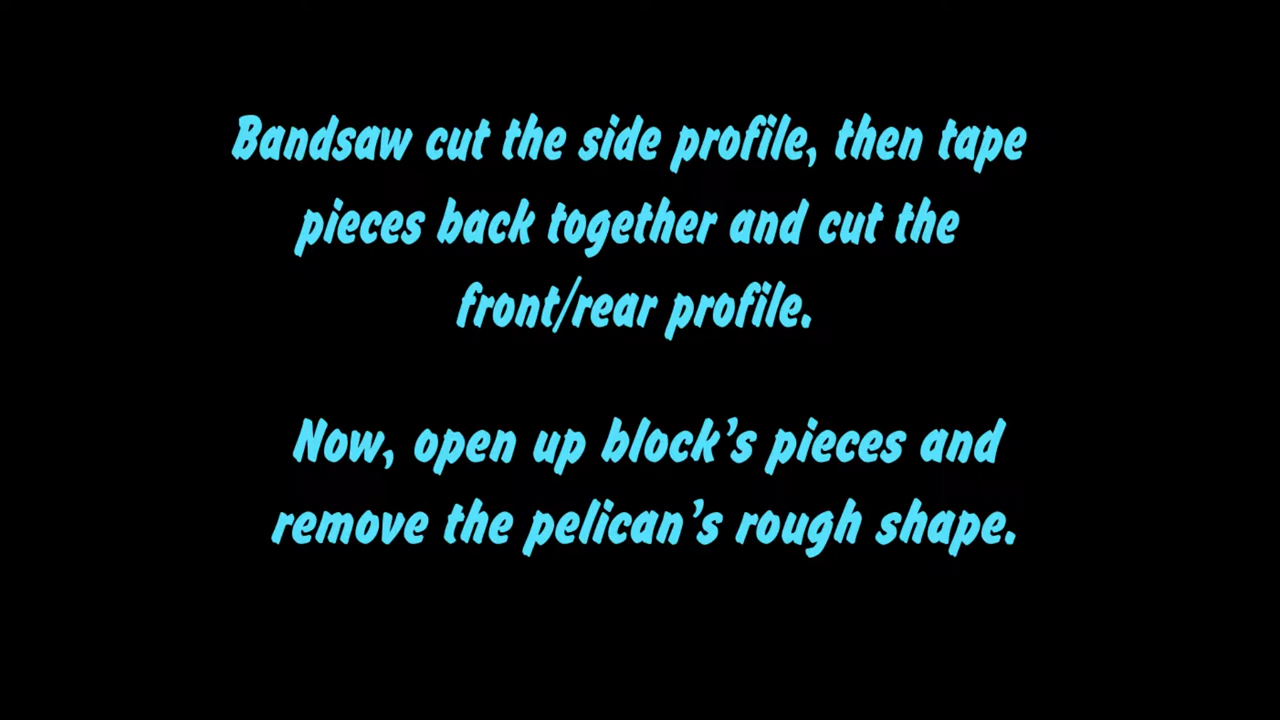 Bandsaw cut the side profile, then tape
pieces back together and cut the
front/rear profile.
Now, open up block’s pieces and
remove the pelican’s rough shape.